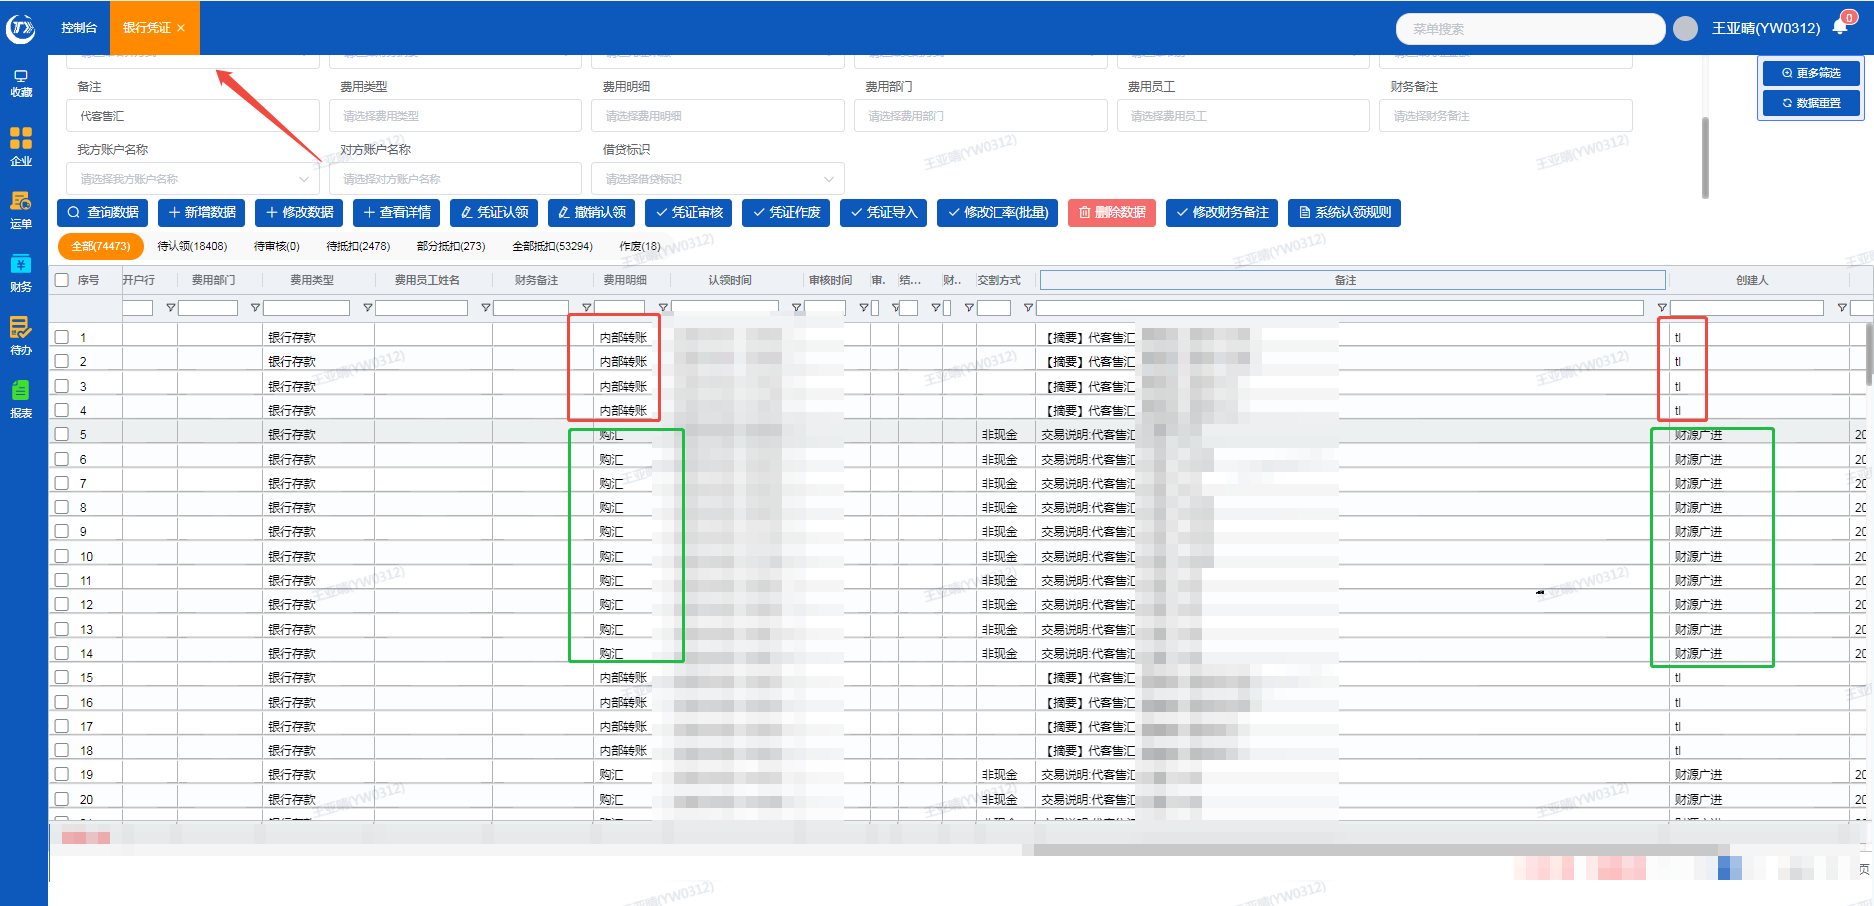 控制台
银行凭证 ×
菜单搜索
王亚晴(YW0312)
0
收藏
企业
运单
财务
待办
报表
更多筛选
数据重置
备注
费用类型
费用明细
费用部门
费用员工
财务备注
代客售汇
请选择费用类型
请选择费用明细
请选择费用部门
请选择费用员工
请选择财务备注
我方账户名称
对方账户名称
借贷标识
请选择我方账户名称
请选择对方账户名称
请选择借贷标识
查询数据
新增数据
修改数据
查看详情
凭证认领
撤销认领
凭证审核
凭证作废
凭证导入
修改汇率(批量)
删除数据
修改财务备注
系统认领规则
全部(74473)
待认领(18408)
待审核(0)
待抵扣(2478)
部分抵扣(273)
全部抵扣(53294)
作废(18)
序号 开户行 费用部门 费用类型 费用员工姓名 财务备注 费用明细 认领时间 审核时间 审. 结... 财.. 交割方式 备注 创建人
1 银行存款 内部转账 【摘要】代客售汇 tl
2 银行存款 内部转账 【摘要】代客售汇 tl
3 银行存款 内部转账 【摘要】代客售汇 tl
4 银行存款 内部转账 【摘要】代客售汇 tl
5 银行存款 购汇 非现金 交易说明:代客售汇 财源广进 20
6 银行存款 购汇 非现金 交易说明:代客售汇 财源广进 20
7 银行存款 购汇 非现金 交易说明:代客售汇 财源广进 20
8 银行存款 购汇 非现金 交易说明:代客售汇 财源广进 20
9 银行存款 购汇 非现金 交易说明:代客售汇 财源广进 20
10 银行存款 购汇 非现金 交易说明:代客售汇 财源广进 20
11 银行存款 购汇 非现金 交易说明:代客售汇 财源广进 20
12 银行存款 购汇 非现金 交易说明:代客售汇 财源广进 20
13 银行存款 购汇 非现金 交易说明:代客售汇 财源广进 20
14 银行存款 购汇 非现金 交易说明:代客售汇 财源广进 20
15 银行存款 内部转账 【摘要】代客售汇 tl
16 银行存款 内部转账 【摘要】代客售汇 tl
17 银行存款 内部转账 【摘要】代客售汇 tl
18 银行存款 内部转账 【摘要】代客售汇 tl
19 银行存款 购汇 非现金 交易说明:代客售汇 财源广进 20
20 银行存款 购汇 非现金 交易说明:代客售汇 财源广进 20
页